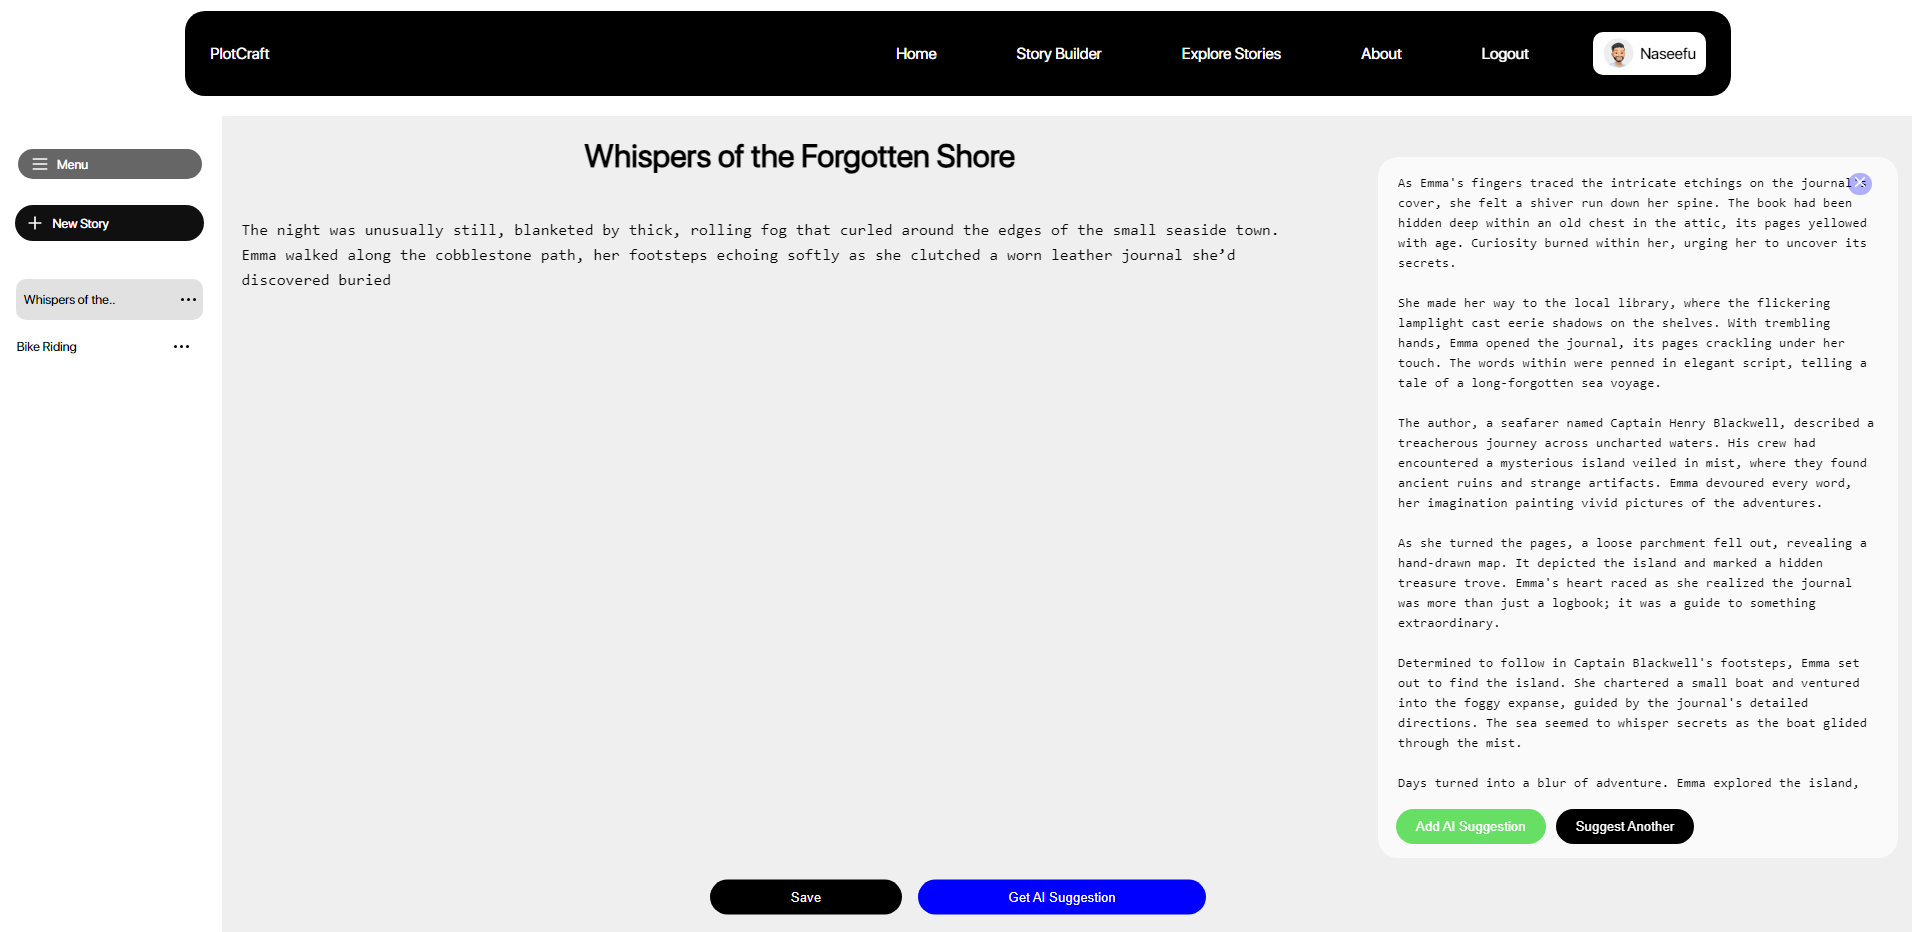 PlotCraft
Home
Story Builder
Explore Stories
About
Logout
Naseefu
Menu
New Story
Whispers of the..
Bike Riding
Whispers of the Forgotten Shore
The night was unusually still, blanketed by thick, rolling fog that curled around the edges of the small seaside town.
Emma walked along the cobblestone path, her footsteps echoing softly as she clutched a worn leather journal she’d
discovered buried
As Emma's fingers traced the intricate etchings on the journal's
cover, she felt a shiver run down her spine. The book had been
hidden deep within an old chest in the attic, its pages yellowed
with age. Curiosity burned within her, urging her to uncover its
secrets.
She made her way to the local library, where the flickering
lamplight cast eerie shadows on the shelves. With trembling
hands, Emma opened the journal, its pages crackling under her
touch. The words within were penned in elegant script, telling a
tale of a long-forgotten sea voyage.
The author, a seafarer named Captain Henry Blackwell, described a
treacherous journey across uncharted waters. His crew had
encountered a mysterious island veiled in mist, where they found
ancient ruins and strange artifacts. Emma devoured every word,
her imagination painting vivid pictures of the adventures.
As she turned the pages, a loose parchment fell out, revealing a
hand-drawn map. It depicted the island and marked a hidden
treasure trove. Emma's heart raced as she realized the journal
was more than just a logbook; it was a guide to something
extraordinary.
Determined to follow in Captain Blackwell's footsteps, Emma set
out to find the island. She chartered a small boat and ventured
into the foggy expanse, guided by the journal's detailed
directions. The sea seemed to whisper secrets as the boat glided
through the mist.
Days turned into a blur of adventure. Emma explored the island,
Add AI Suggestion
Suggest Another
Save
Get AI Suggestion